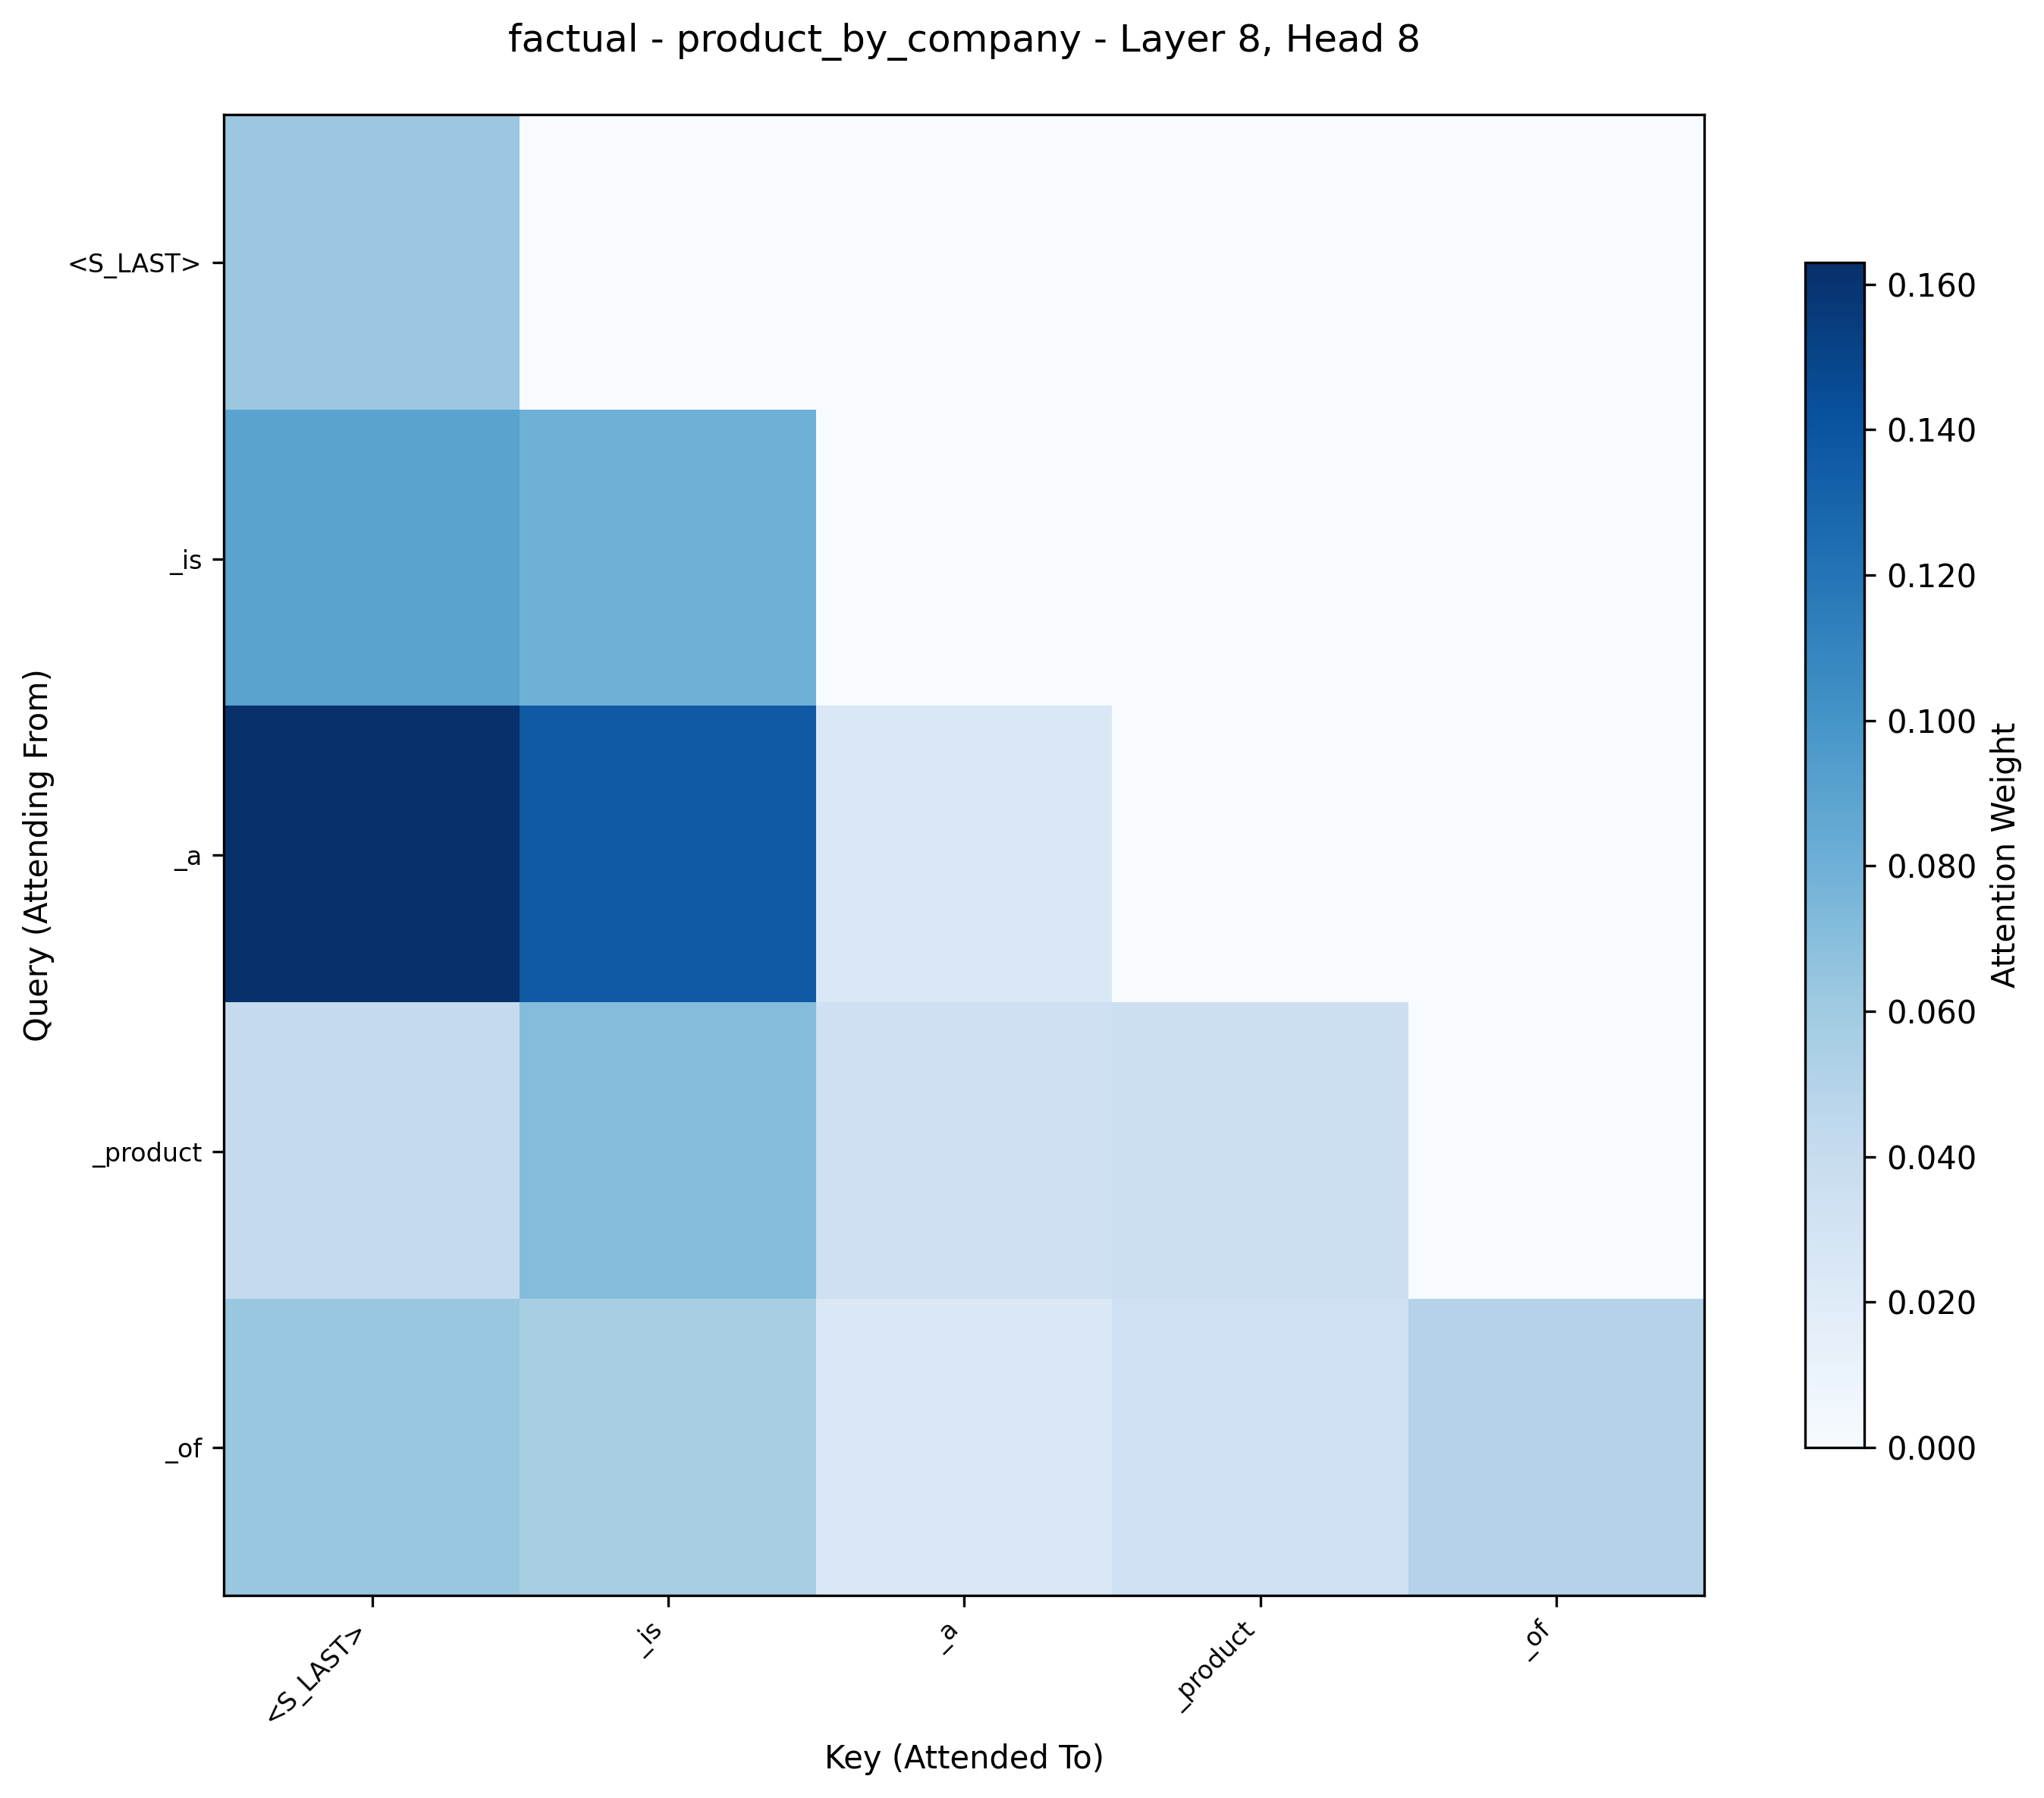 factual - product_by_company - Layer 8, Head 8
Query (Attending From)
<S_LAST>
_is
_a
_product
_of
<S_LAST>
_is
_a
_product
_of
Key (Attended To)
0.160
0.140
0.120
0.100
0.080
0.060
0.040
0.020
0.000
Attention Weight